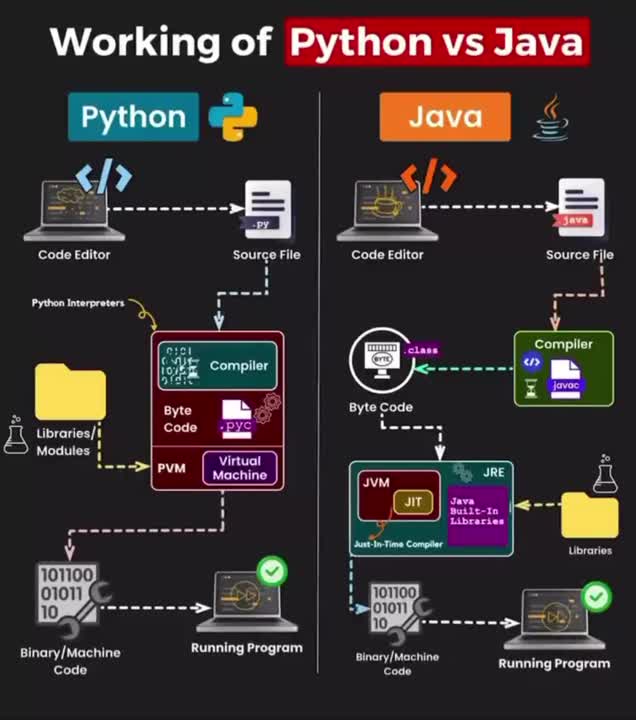 Working of Python vs Java
Python
Java
</>
</>
.py
java
Code Editor
Source File
Code Editor
Source File
Python Interpreters
Compiler
Byte
Code
.pyc
PVM
Virtual
Machine
Libraries/
Modules
BYTE
.class
Byte Code
Compiler
</>
javac
JRE
JVM
JIT
Java
Built-In
Libraries
Just-In-Time Compiler
Libraries
101100
01011
10
Binary/Machine
Code
Running Program
101100
01011
10
Binary/Machine
Code
Running Program